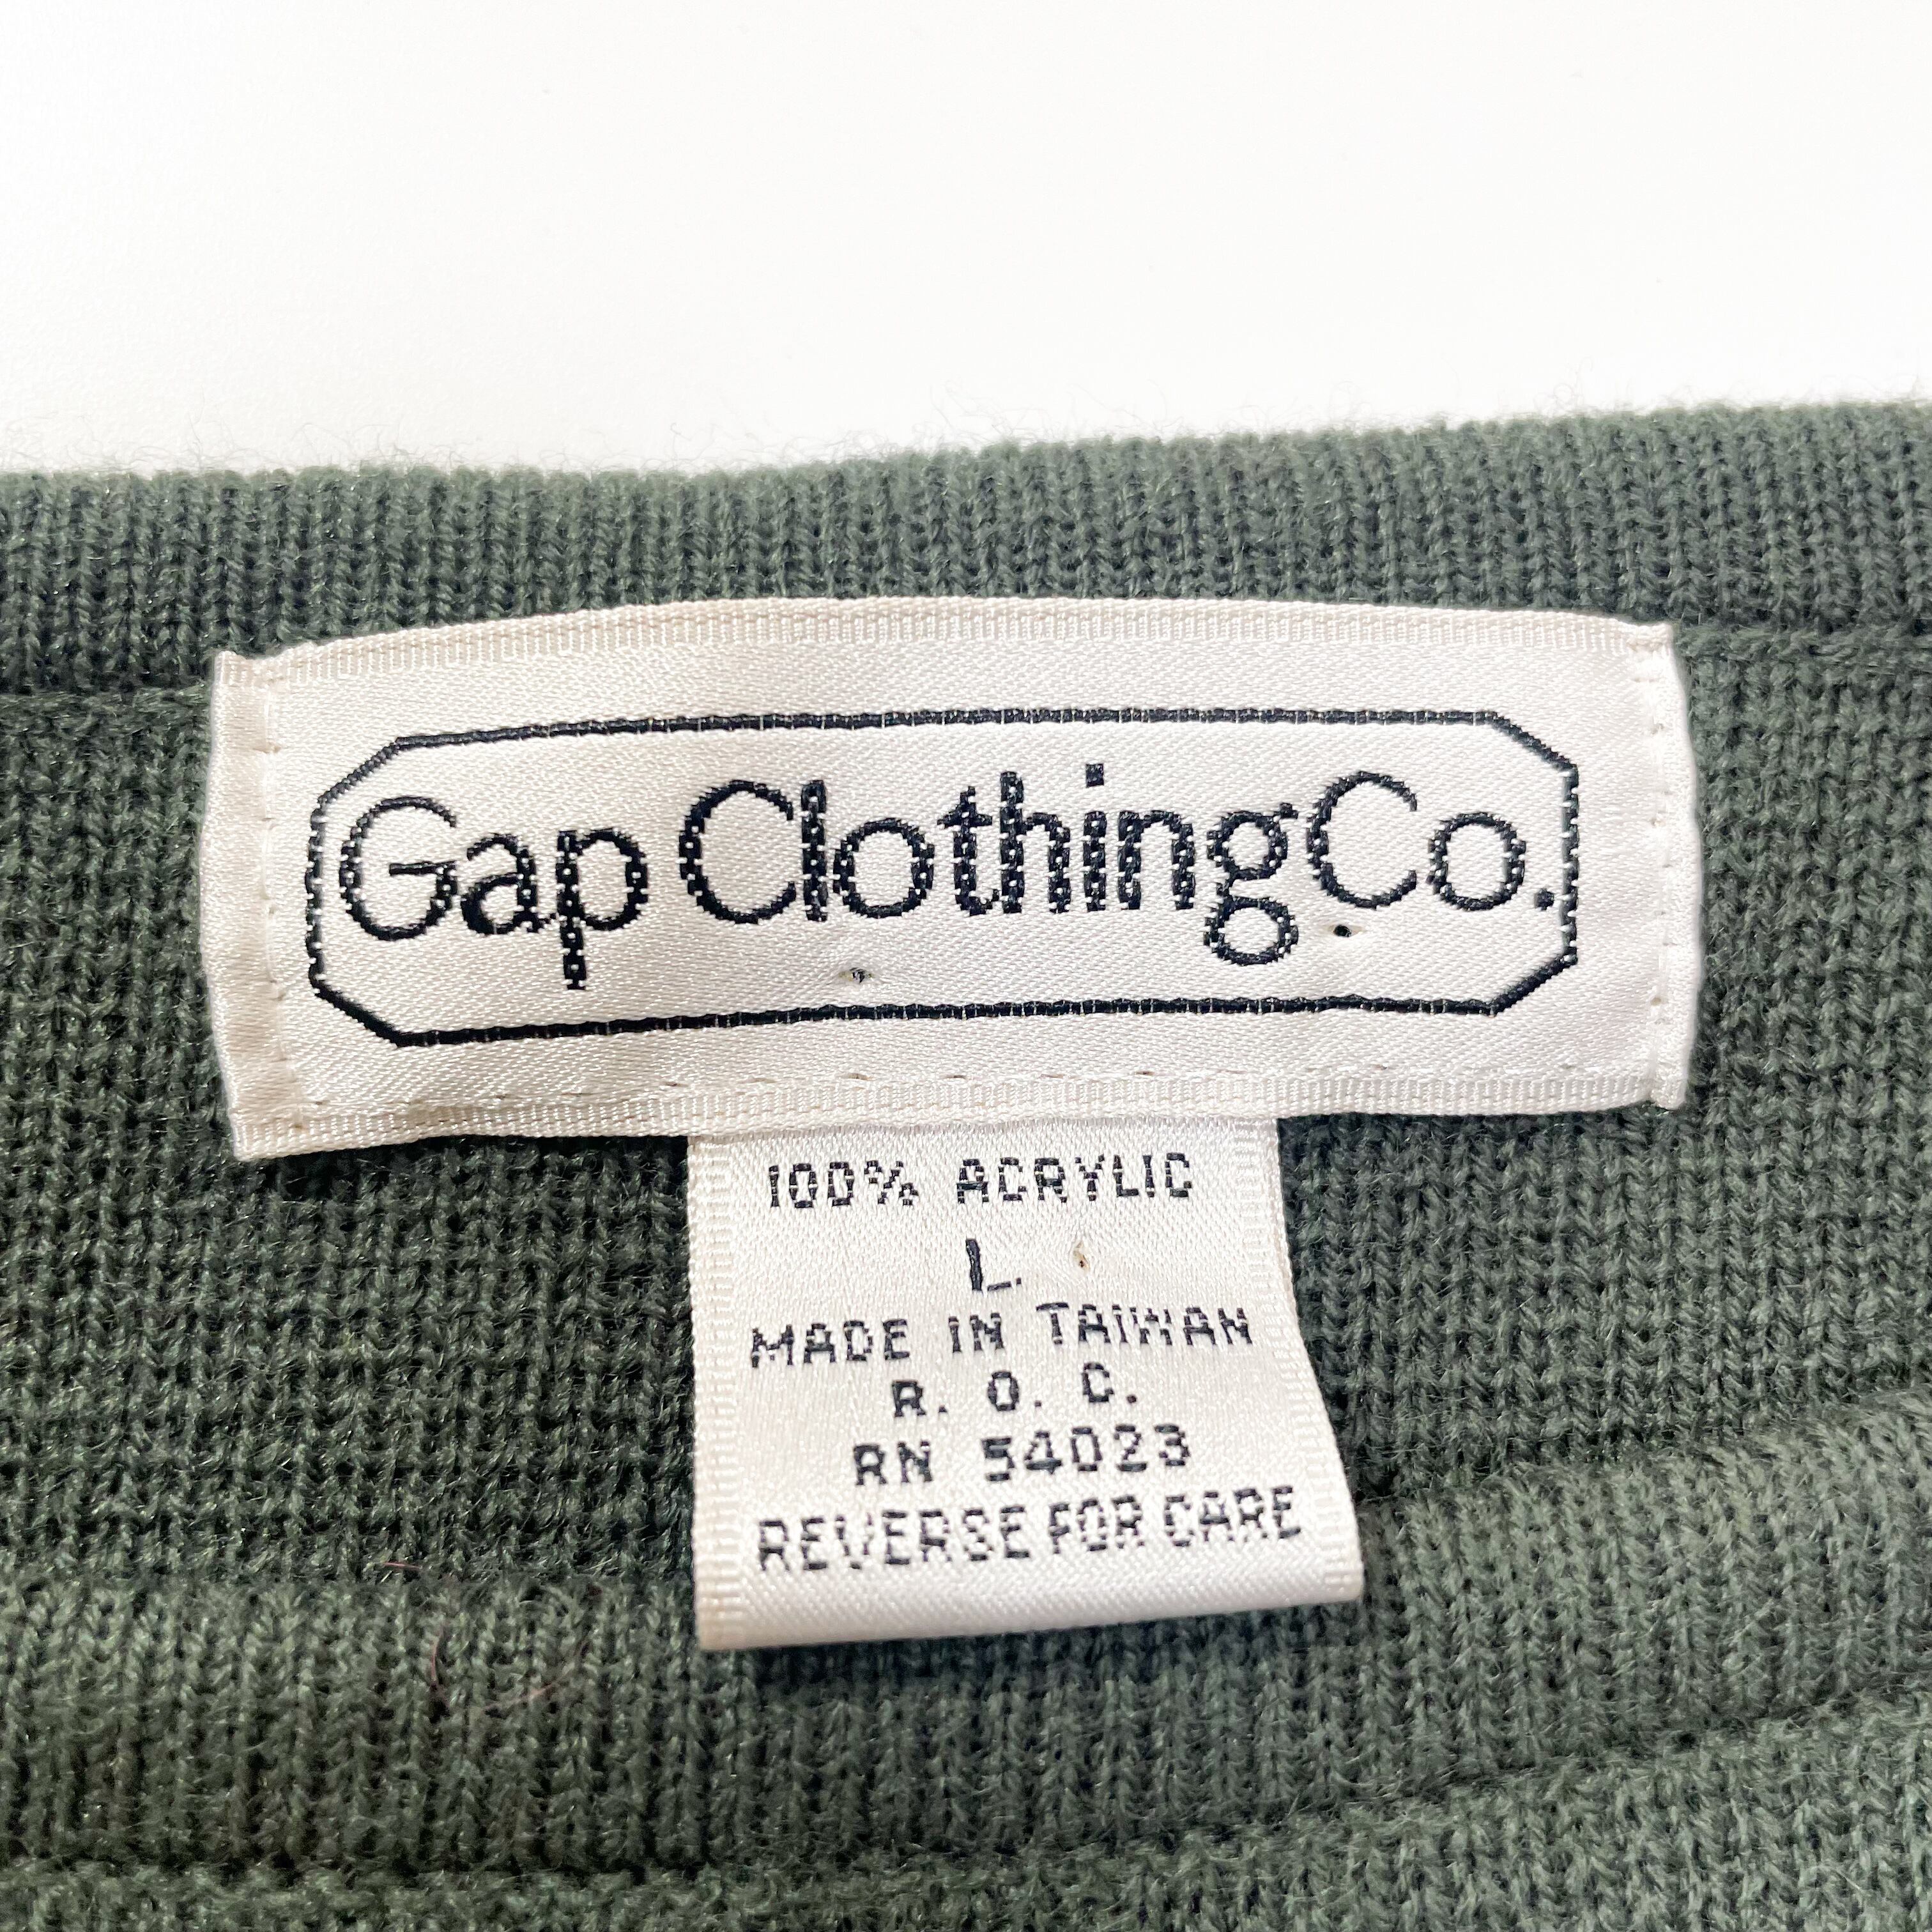 Gap Clothing Co.
100% ACRYLIC
L.
MADE IN TAIWAN
R. O. C.
RN 54023
REVERSE FOR CARE